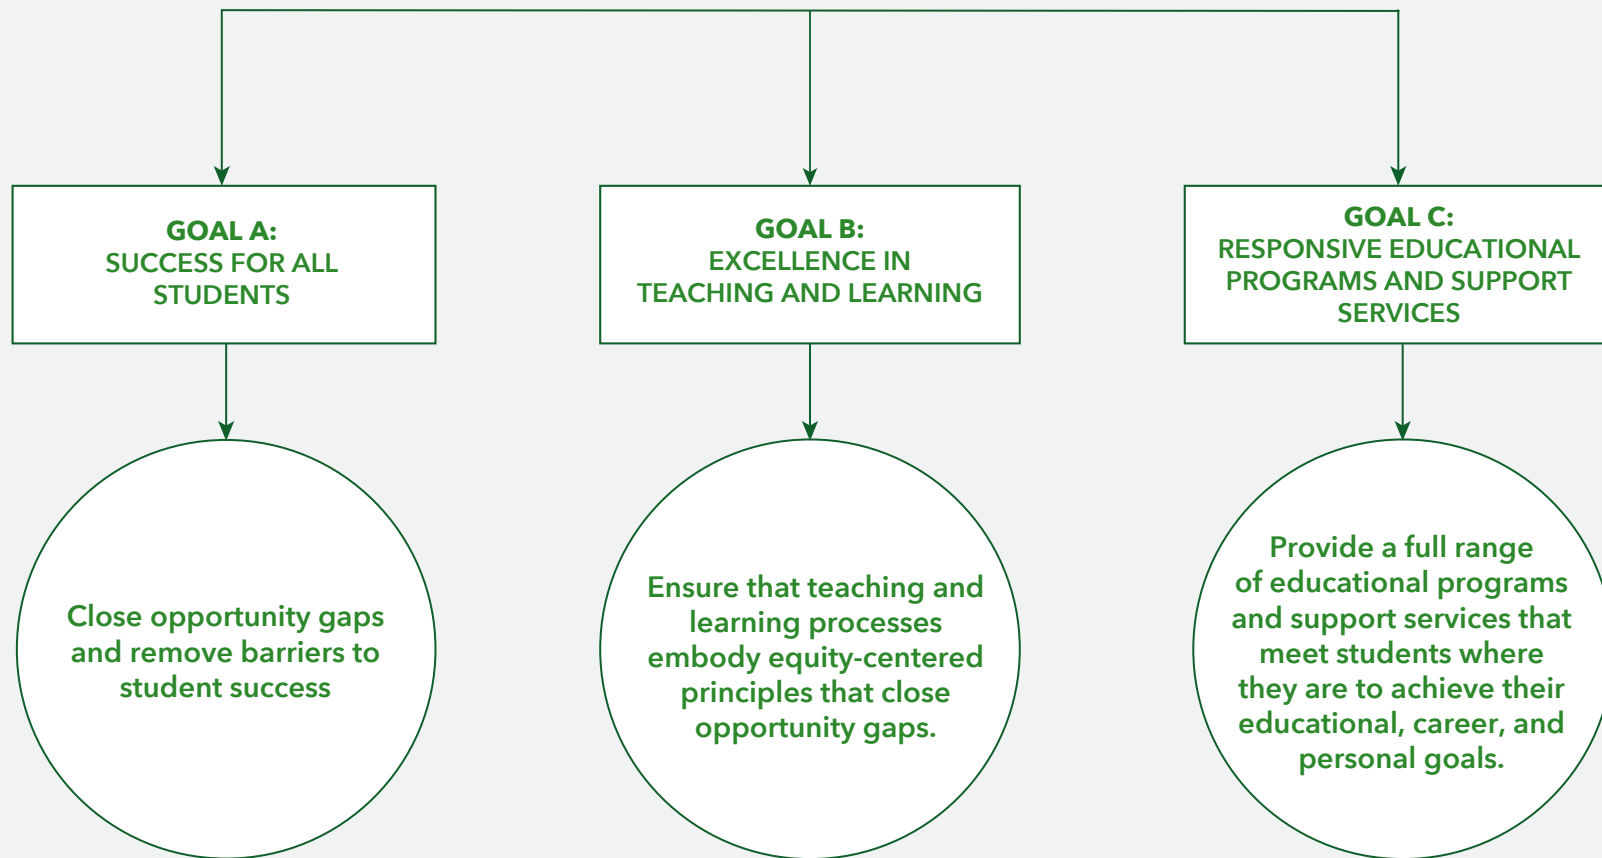 GOAL A:
SUCCESS FOR ALL
STUDENTS
GOAL B:
EXCELLENCE IN
TEACHING AND LEARNING
GOAL C:
RESPONSIVE EDUCATIONAL
PROGRAMS AND SUPPORT
SERVICES
Close opportunity gaps
and remove barriers to
student success
Ensure that teaching and
learning processes
embody equity-centered
principles that close
opportunity gaps.
Provide a full range
of educational programs
and support services that
meet students where
they are to achieve their
educational, career, and
personal goals.